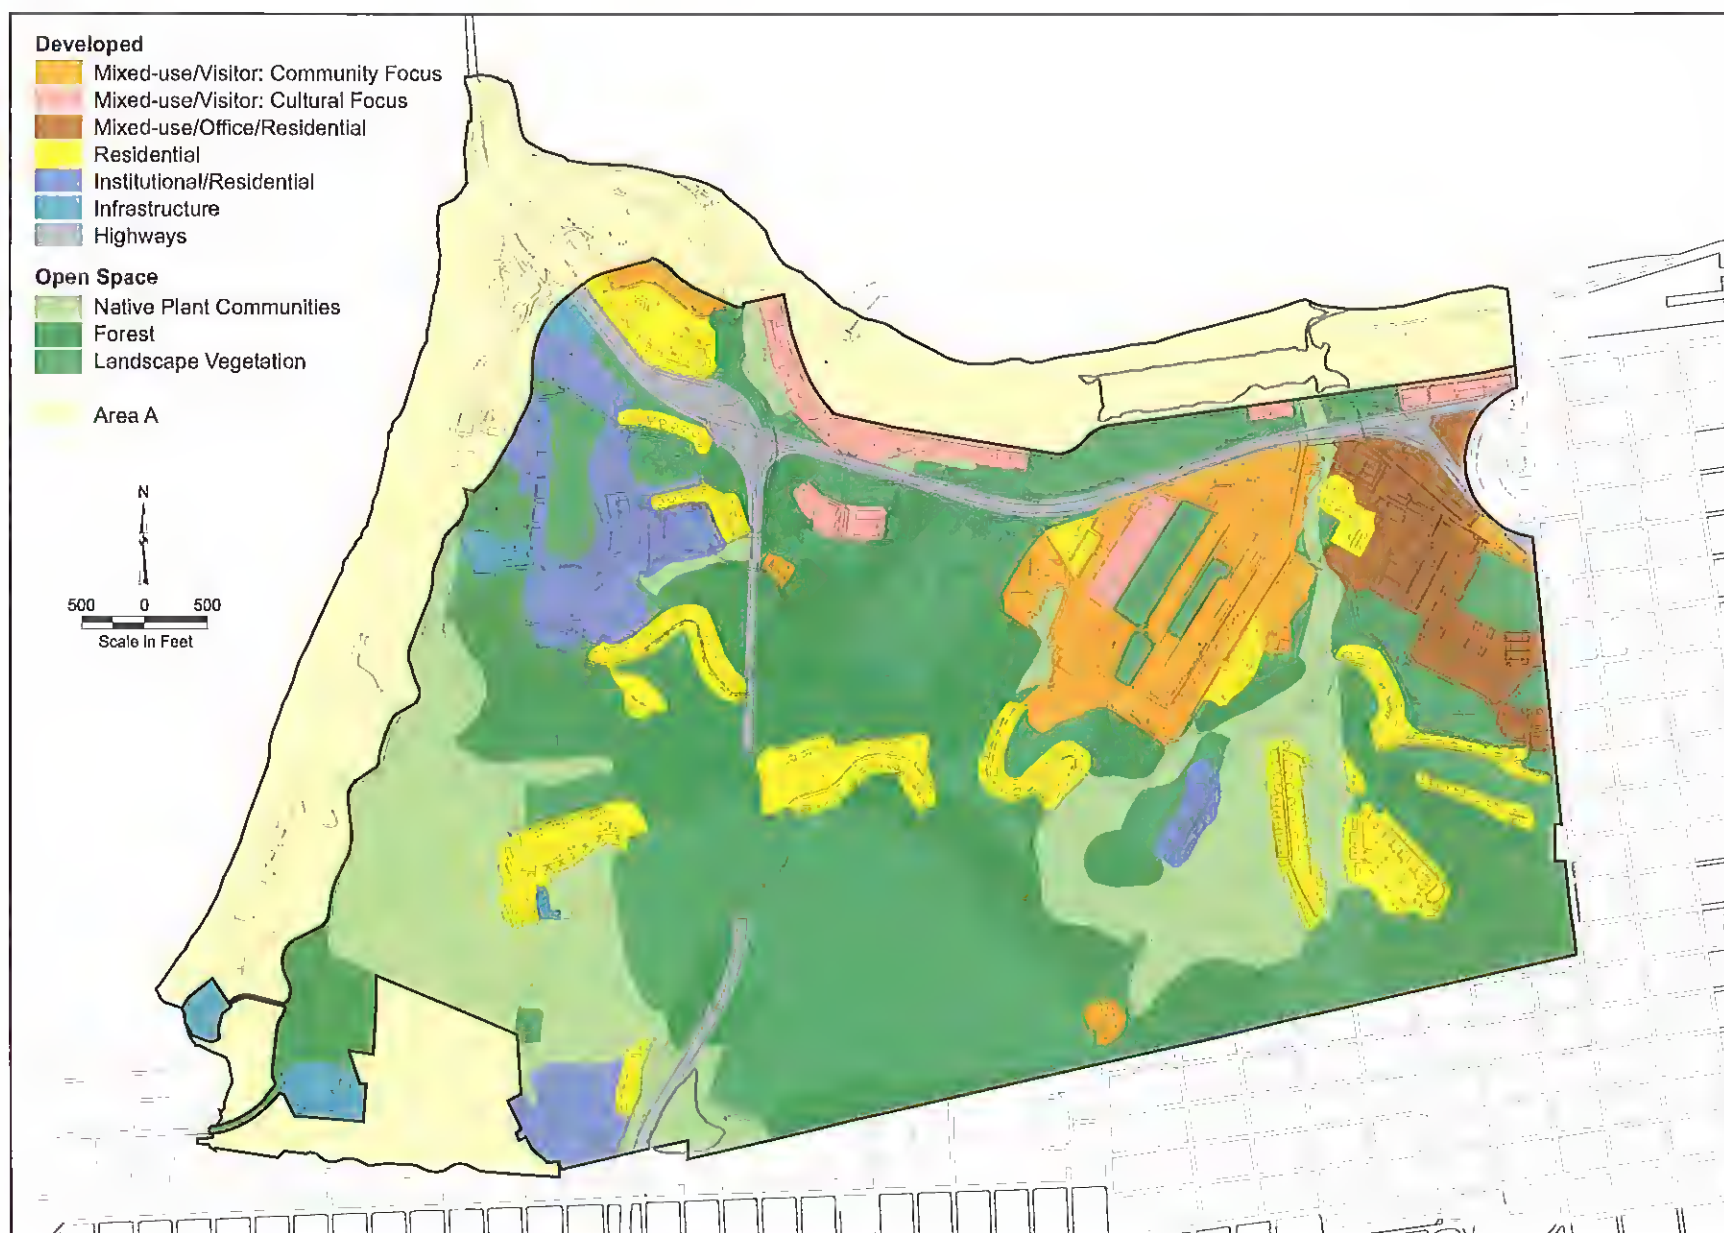 Developed
Mixed-use/Visitor: Community Focus
Mixed-use/Visitor: Cultural Focus
Mixed-use/Office/Residential
Residential
Institutional/Residential
Infrastructure
Highways
Open Space
Native Plant Communities
Forest
Landscape Vegetation
Area A
N
500 0 500
Scale in Feet